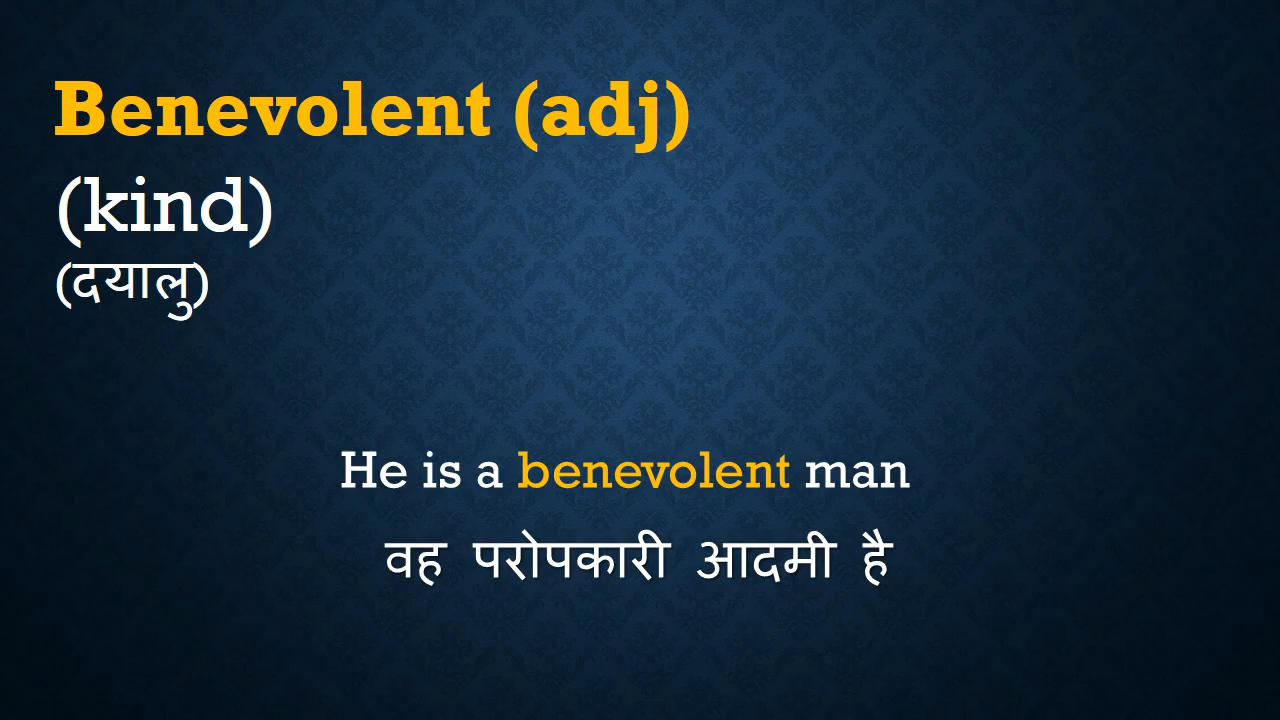 Benevolent (adj)
(kind)
(दयालु)
He is a benevolent man
वह परोपकारी आदमी है